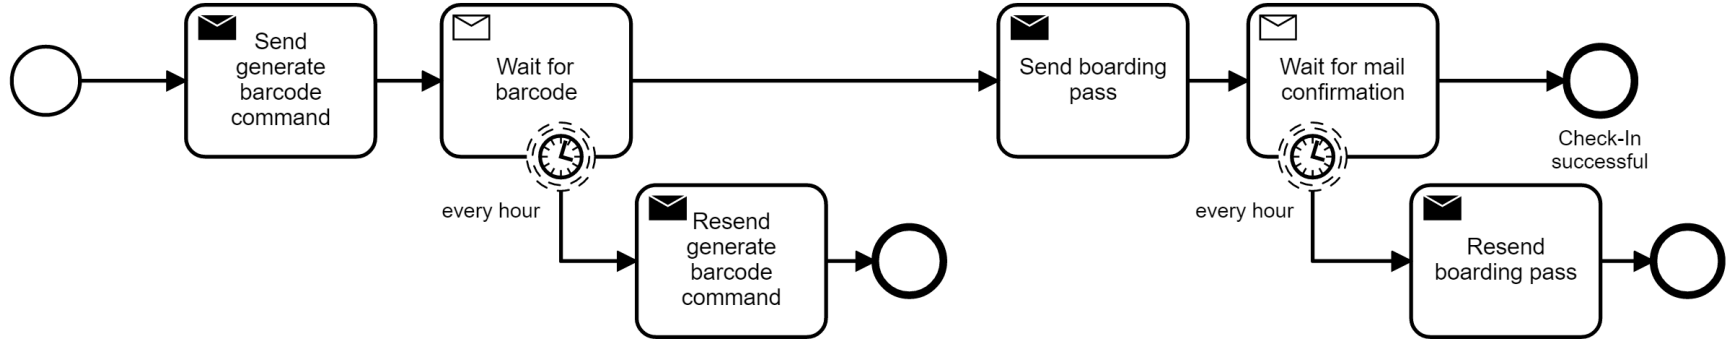 Send
generate
barcode
command
Wait for
barcode
Send boarding
pass
Wait for mail
confirmation
Check-In
successful
every hour
Resend
generate
barcode
command
every hour
Resend
boarding pass